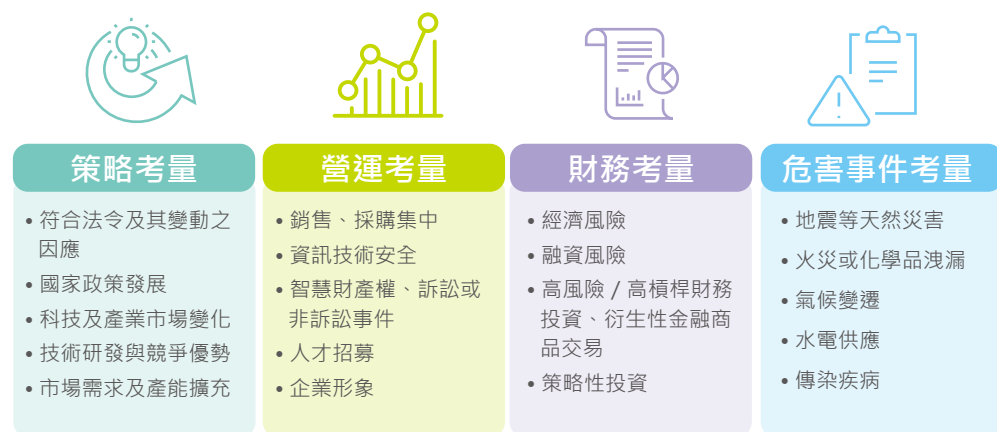 策略考量
• 符合法令及其變動之
因應
• 國家政策發展
• 科技及產業市場變化
• 技術研發與競爭優勢
• 市場需求及產能擴充
營運考量
• 銷售、採購集中
• 資訊技術安全
• 智慧財產權、訴訟或
非訴訟事件
• 人才招募
• 企業形象
財務考量
• 經濟風險
• 融資風險
• 高風險 / 高槓桿財務
投資、衍生性金融商
品交易
• 策略性投資
危害事件考量
• 地震等天然災害
• 火災或化學品洩漏
• 氣候變遷
• 水電供應
• 傳染疾病